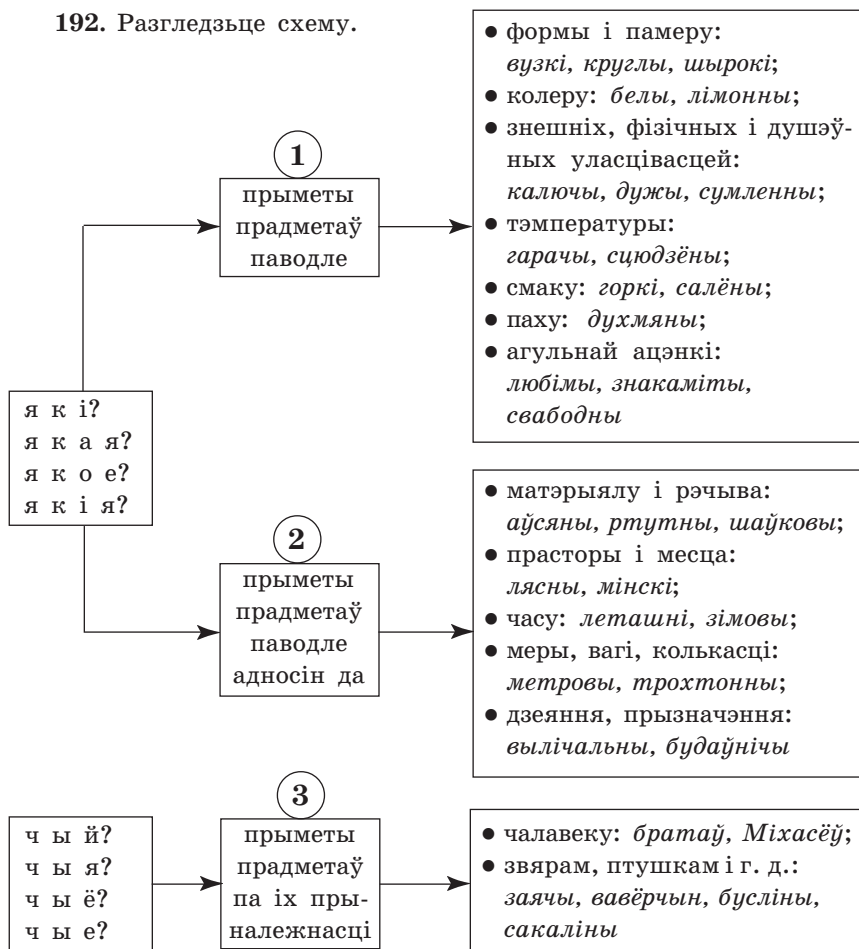 192. Разгледзьце схему.
я к і?
я к а я?
я к о е?
я к і я?
1
прыметы
прадметаў
паводле
● формы і памеру:
вузкі, круглы, шырокі;
● колеру: белы, лімонны;
● знешніх, фізічных і душэў-
ных уласцівасцей:
калючы, дужы, сумленны;
● тэмпературы:
гарачы, сцюдзёны;
● смаку: горкі, салёны;
● паху: духмяны;
● агульнай ацэнкі:
любімы, знакаміты,
свабодны
2
прыметы
прадметаў
паводле
адносін да
● матэрыялу і рэчыва:
аўсяны, ртутны, шаўковы;
● прасторы і месца:
лясны, мінскі;
● часу: леташні, зімовы;
● меры, вагі, колькасці:
метровы, трохтонны;
● дзеяння, прызначэння:
вылічальны, будаўнічы
ч ы й?
ч ы я?
ч ы ё?
ч ы е?
3
прыметы
прадметаў
па іх пры-
належнасці
● чалавеку: братаў, Міхасёў;
● звярам, птушкам і г. д.:
заячы, вавёрчын, бусліны,
сакаліны